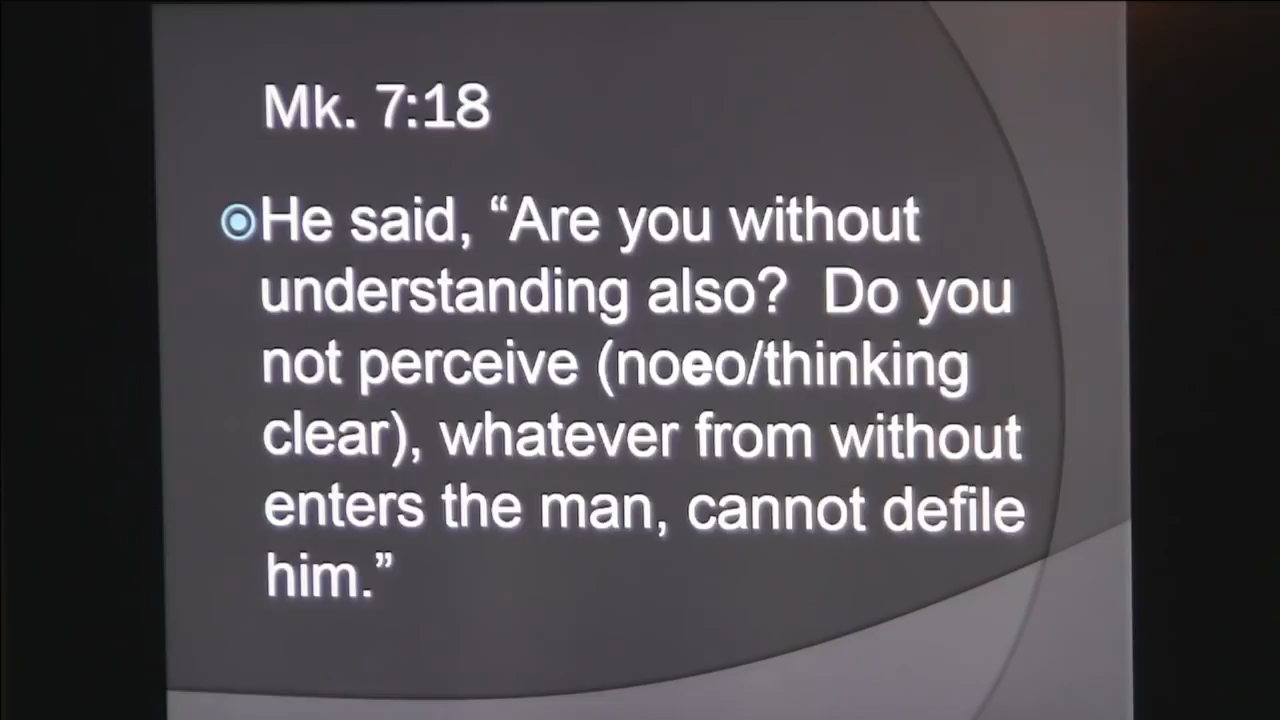 Mk. 7:18
He said, “Are you without
understanding also?  Do you
not perceive (noeo/thinking
clear), whatever from without
enters the man, cannot defile
him.”